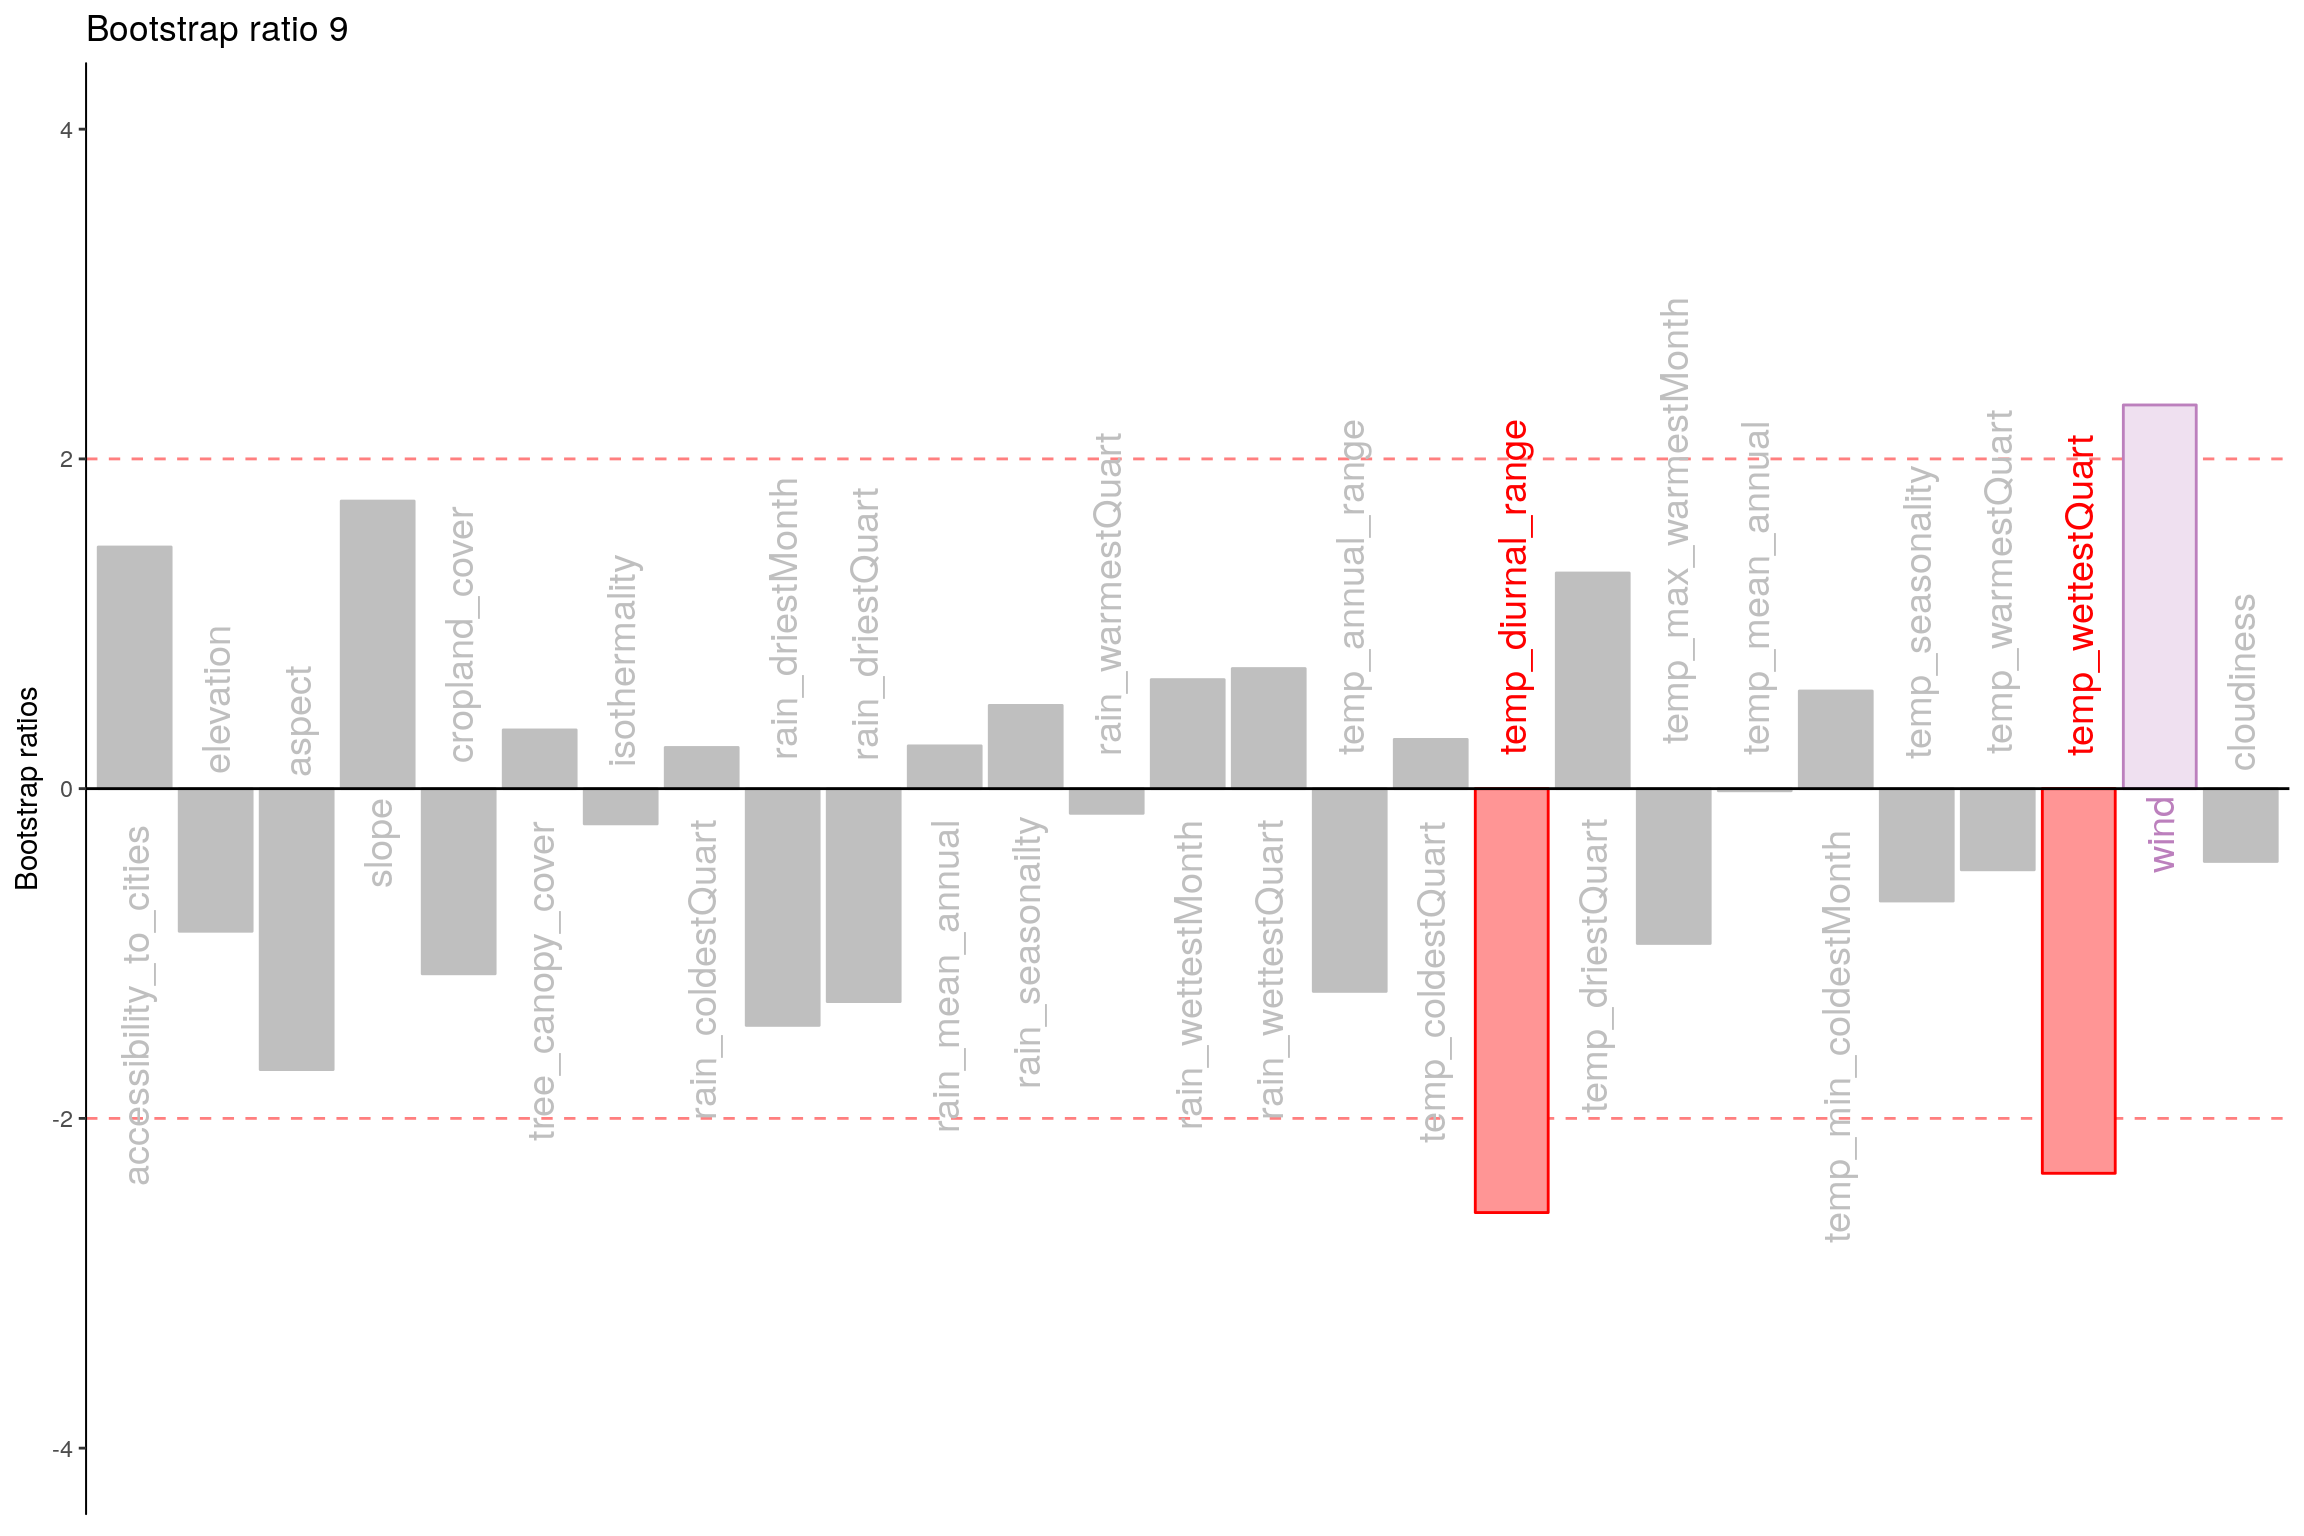 Bootstrap ratio 9
Bootstrap ratios
4
2
0
-2
-4
accessibility_to_cities
elevation
aspect
slope
cropland_cover
tree_canopy_cover
isothermality
rain_coldestQuart
rain_driestMonth
rain_driestQuart
rain_mean_annual
rain_seasonailty
rain_warmestQuart
rain_wettestMonth
rain_wettestQuart
temp_annual_range
temp_coldestQuart
temp_diurnal_range
temp_driestQuart
temp_max_warmestMonth
temp_mean_annual
temp_min_coldestMonth
temp_seasonality
temp_warmestQuart
temp_wettestQuart
wind
cloudiness